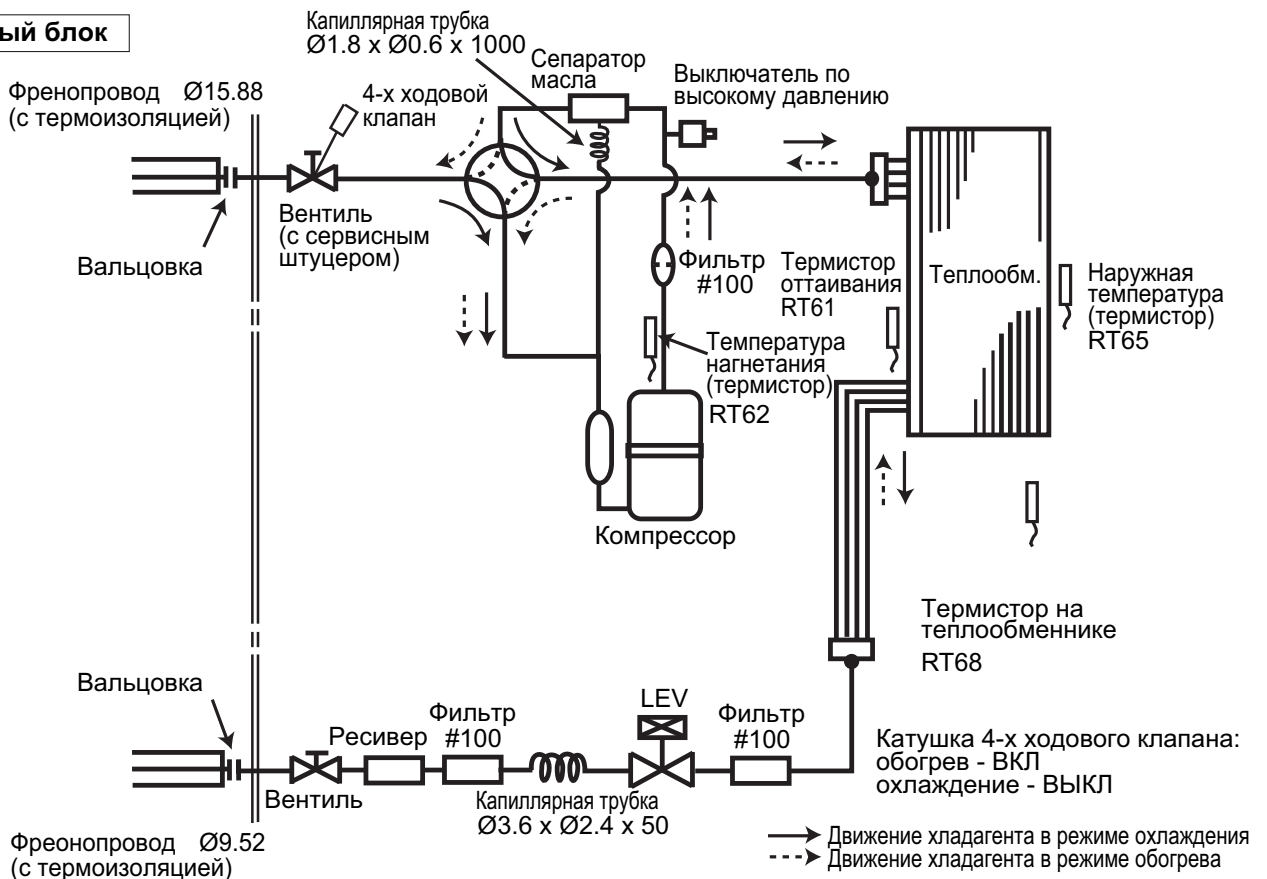 ный блок
Капиллярная трубка
Ø1.8 x Ø0.6 x 1000
Сепаратор
масла
Выключатель по
высокому давлению
Френопровод Ø15.88
(с термоизоляцией)
4-х ходовой
клапан
Вальцовка
Вентиль
(с сервисным
штуцером)
Фильтр
#100
Термистор
оттаивания
RT61
Теплообм.
Наружная
температура
(термистор)
RT65
Температура
нагнетания
(термистор)
RT62
Компрессор
Термистор на
теплообменнике
RT68
Вальцовка
Ресивер
Фильтр
#100
LEV
Фильтр
#100
Вентиль
Капиллярная трубка
Ø3.6 x Ø2.4 x 50
Катушка 4-х ходового клапана:
обогрев - ВКЛ
охлаждение - ВЫКЛ
Фреонопровод Ø9.52
(с термоизоляцией)
Движение хладагента в режиме охлаждения
Движение хладагента в режиме обогрева